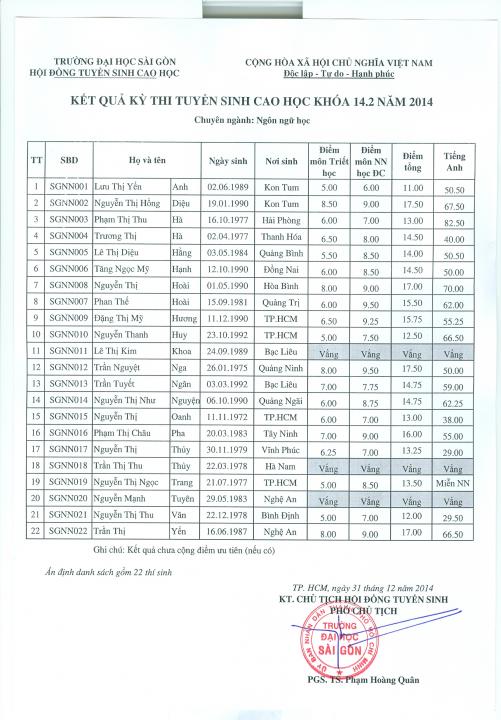 TRƯỜNG ĐẠI HỌC SÀI GÒN CỘNG HÒA XÃ HỘI CHỦ NGHĨA VIỆT NAM
HỘI ĐỒNG TUYỂN SINH CAO HỌC Độc lập - Tự do - Hạnh phúc
KẾT QUẢ KỲ THI TUYỂN SINH CAO HỌC KHÓA 14.2 NĂM 2014
Chuyên ngành: Ngôn ngữ học
TT SBD Họ và tên Ngày sinh Nơi sinh Điểm môn Triết học Điểm môn NN học ĐC Điểm tổng Tiếng Anh
1 SGNN001 Lưu Thị Yến Anh 02.06.1989 Kon Tum 5.00 6.00 11.00 50.50
2 SGNN002 Nguyễn Thị Hồng Diệu 19.01.1990 Kon Tum 8.50 9.00 17.50 67.50
3 SGNN003 Phạm Thị Thu Hà 16.10.1977 Hải Phòng 6.00 7.00 13.00 82.50
4 SGNN004 Trương Thị Hà 02.04.1977 Thanh Hóa 6.50 8.00 14.50 40.00
5 SGNN005 Lê Thị Diệu Hằng 03.05.1984 Quảng Bình 5.50 8.50 14.00 50.50
6 SGNN006 Tăng Ngọc Mỹ Hạnh 12.10.1990 Đồng Nai 6.00 8.50 14.50 50.00
7 SGNN008 Nguyễn Thị Hoài 01.05.1990 Hòa Bình 8.00 9.00 17.00 70.00
8 SGNN007 Phan Thế Hoài 15.09.1981 Quảng Trị 6.00 9.50 15.50 62.00
9 SGNN009 Đặng Thị Mỹ Hương 11.12.1990 TP.HCM 6.50 9.25 15.75 55.25
10 SGNN010 Nguyễn Thanh Huy 23.10.1992 TP.HCM 5.00 7.50 12.50 66.50
11 SGNN011 Lê Thị Kim Khoa 24.09.1989 Bạc Liêu Vắng Vắng Vắng Vắng
12 SGNN012 Trần Nguyệt Nga 26.01.1975 Quảng Ninh 8.00 9.50 17.50 50.00
13 SGNN013 Trần Tuyết Ngân 03.03.1992 Bạc Liêu 7.00 7.75 14.75 59.00
14 SGNN014 Nguyễn Thị Như Nguyện 06.10.1990 Quảng Ngãi 6.00 8.75 14.75 62.25
15 SGNN015 Nguyễn Thị Oanh 11.11.1972 TP.HCM 6.00 7.00 13.00 38.00
16 SGNN016 Phạm Thị Châu Pha 20.03.1983 Tây Ninh 7.00 9.00 16.00 55.00
17 SGNN017 Nguyễn Thị Thủy 30.11.1979 Vĩnh Phúc 6.25 7.00 13.25 29.00
18 SGNN018 Trần Thị Thu Thủy 22.03.1978 Hà Nam Vắng Vắng Vắng Vắng
19 SGNN019 Nguyễn Thị Ngọc Trang 21.07.1977 TP.HCM 5.00 8.50 13.50 Miễn NN
20 SGNN020 Nguyễn Mạnh Tuyên 29.05.1983 Nghệ An Vắng Vắng Vắng Vắng
21 SGNN021 Nguyễn Thị Thu Vân 22.12.1978 Bình Định 5.00 7.00 12.00 29.50
22 SGNN022 Trần Thị Yến 16.06.1987 Nghệ An 8.00 9.00 17.00 66.50
Ghi chú: Kết quả chưa cộng điểm ưu tiên (nếu có)
Ấn định danh sách gồm 22 thí sinh
TP. HCM, ngày 31 tháng 12 năm 2014
KT. CHỦ TỊCH HỘI ĐỒNG TUYỂN SINH
PHÓ CHỦ TỊCH
ỦY BAN NHÂN DÂN THÀNH PHỐ HỒ CHÍ MINH
TRƯỜNG
ĐẠI HỌC
SÀI GÒN
PGS. TS. Phạm Hoàng Quân